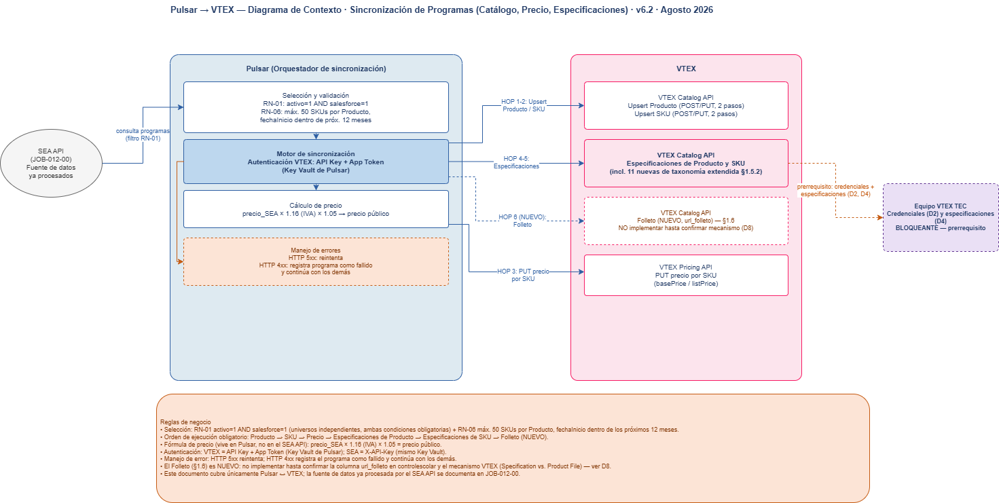 Pulsar → VTEX — Diagrama de Contexto · Sincronización de Programas (Catálogo, Precio, Especificaciones) · v6.2 · Agosto 2026
SEA API
(JOB-012-00)
Fuente de datos
ya procesados
consulta programas
(filtro RN-01)
Pulsar (Orquestador de sincronización)
Selección y validación
RN-01: activo=1 AND salesforce=1
RN-06: máx. 50 SKUs por Producto,
fechaInicio dentro de próx. 12 meses
Motor de sincronización
Autenticación VTEX: API Key + App Token
(Key Vault de Pulsar)
Cálculo de precio
precio_SEA × 1.16 (IVA) × 1.05 → precio público
Manejo de errores
HTTP 5xx: reintenta
HTTP 4xx: registra programa como fallido
y continúa con los demás
HOP 1-2: Upsert
Producto / SKU
HOP 4-5:
Especificaciones
HOP 6 (NUEVO):
Folleto
HOP 3: PUT precio
por SKU
VTEX
VTEX Catalog API
Upsert Producto (POST/PUT, 2 pasos)
Upsert SKU (POST/PUT, 2 pasos)
VTEX Catalog API
Especificaciones de Producto y SKU
(incl. 11 nuevas de taxonomía extendida §1.5.2)
VTEX Catalog API
Folleto (NUEVO, url_folleto) — §1.6
NO implementar hasta confirmar mecanismo (D8)
VTEX Pricing API
PUT precio por SKU
(basePrice / listPrice)
prerrequisito: credenciales +
especificaciones (D2, D4)
Equipo VTEX TEC
Credenciales (D2) y especificaciones
(D4)
BLOQUEANTE — prerrequisito
Reglas de negocio
• Selección: RN-01 activo=1 AND salesforce=1 (universos independientes, ambas condiciones obligatorias) + RN-06 máx. 50 SKUs por Producto, fechaInicio dentro de los próximos 12 meses.
• Orden de ejecución obligatorio: Producto → SKU → Precio → Especificaciones de Producto → Especificaciones de SKU → Folleto (NUEVO).
• Fórmula de precio (vive en Pulsar, no en el SEA API): precio_SEA × 1.16 (IVA) × 1.05 = precio público.
• Autenticación: VTEX = API Key + App Token (Key Vault de Pulsar); SEA = X-API-Key (mismo Key Vault).
• Manejo de error: HTTP 5xx reintenta; HTTP 4xx registra el programa como fallido y continúa con los demás.
• El Folleto (§1.6) es NUEVO: no implementar hasta confirmar la columna url_folleto en controlescolar y el mecanismo VTEX (Specification vs. Product File) — ver D8.
• Este documento cubre únicamente Pulsar ↔ VTEX; la fuente de datos ya procesada por el SEA API se documenta en JOB-012-00.